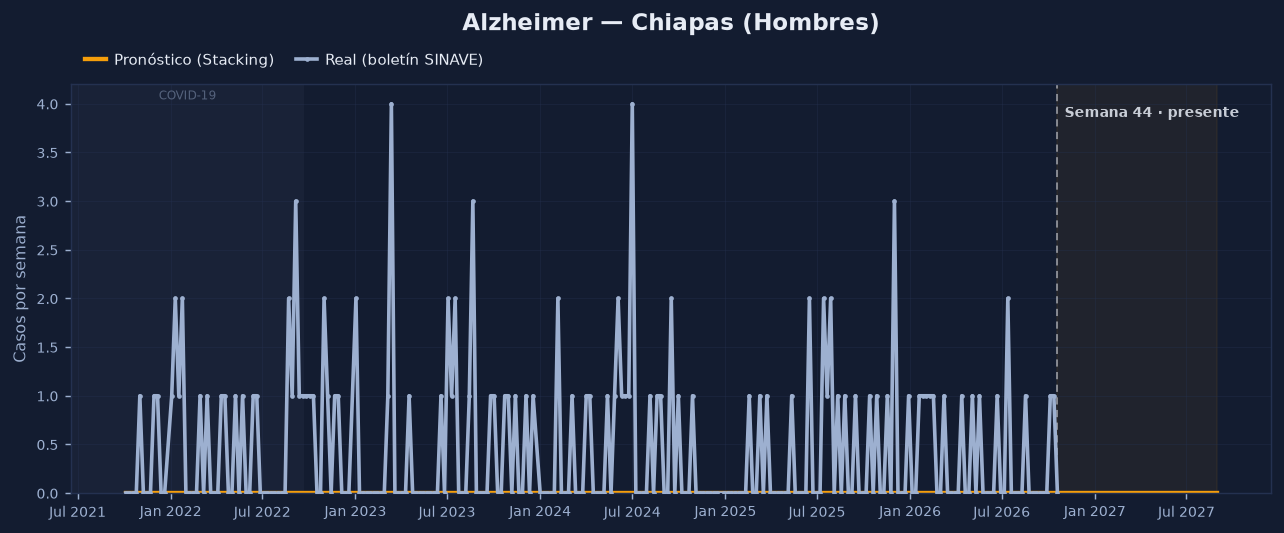 Alzheimer — Chiapas (Hombres)
Pronóstico (Stacking)
Real (boletín SINAVE)
COVID-19
Semana 44 · presente
Casos por semana
4.0
3.5
3.0
2.5
2.0
1.5
1.0
0.5
0.0
Jul 2021
Jan 2022
Jul 2022
Jan 2023
Jul 2023
Jan 2024
Jul 2024
Jan 2025
Jul 2025
Jan 2026
Jul 2026
Jan 2027
Jul 2027